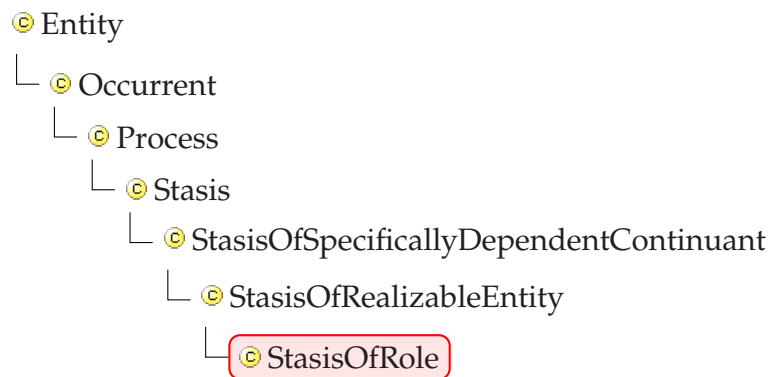 C Entity
C Occurrent
C Process
C Stasis
C StasisOfSpecificallyDependentContinuant
C StasisOfRealizableEntity
C StasisOfRole